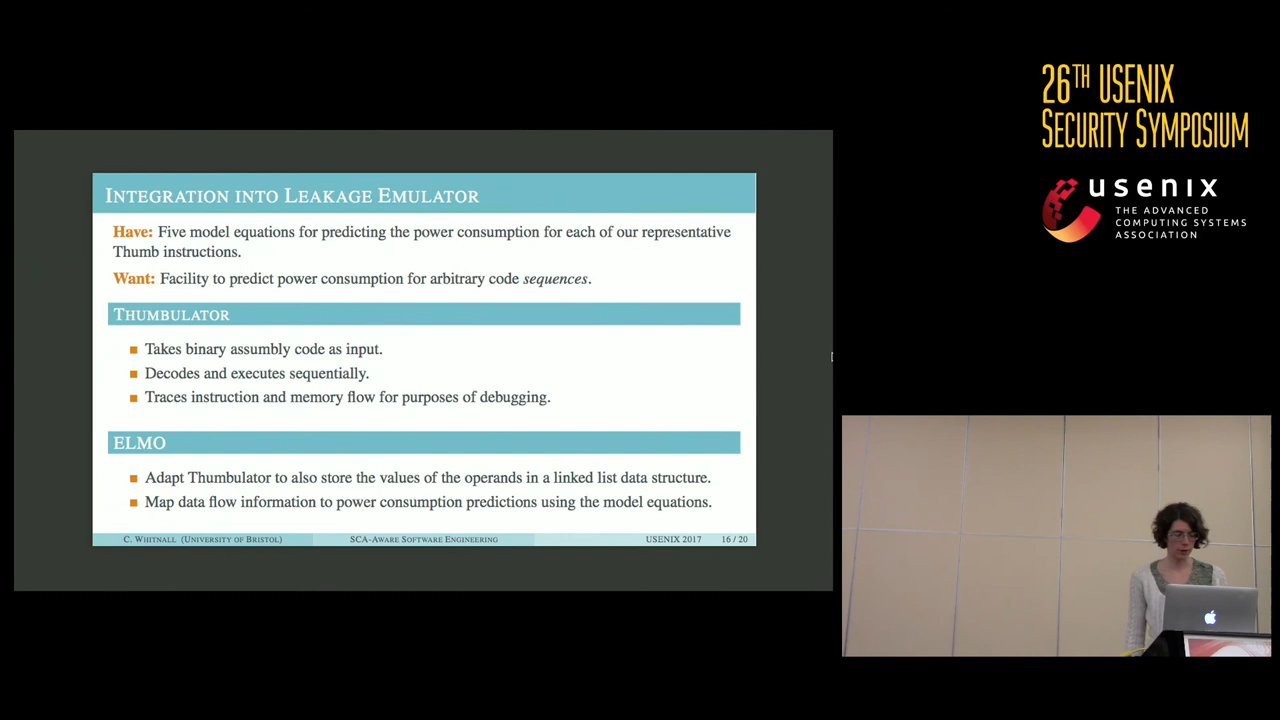 26TH USENIX
SECURITY SYMPOSIUM
usenix
THE ADVANCED
COMPUTING SYSTEMS
ASSOCIATION
INTEGRATION INTO LEAKAGE EMULATOR
Have: Five model equations for predicting the power consumption for each of our representative
Thumb instructions.
Want: Facility to predict power consumption for arbitrary code sequences.
THUMBULATOR
Takes binary assembly code as input.
Decodes and executes sequentially.
Traces instruction and memory flow for purposes of debugging.
ELMO
Adapt Thumbulator to also store the values of the operands in a linked list data structure.
Map data flow information to power consumption predictions using the model equations.
C. WHITNALL (UNIVERSITY OF BRISTOL) SCA-AWARE SOFTWARE ENGINEERING USENIX 2017 16 / 20